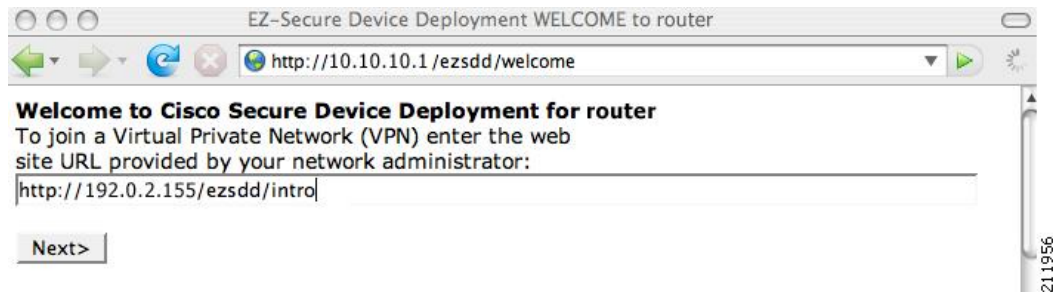 EZ-Secure Device Deployment WELCOME to router
http://10.10.10.1/ezsdd/welcome
Welcome to Cisco Secure Device Deployment for router
To join a Virtual Private Network (VPN) enter the web
site URL provided by your network administrator:
http://192.0.2.155/ezsdd/intro
Next>
211956